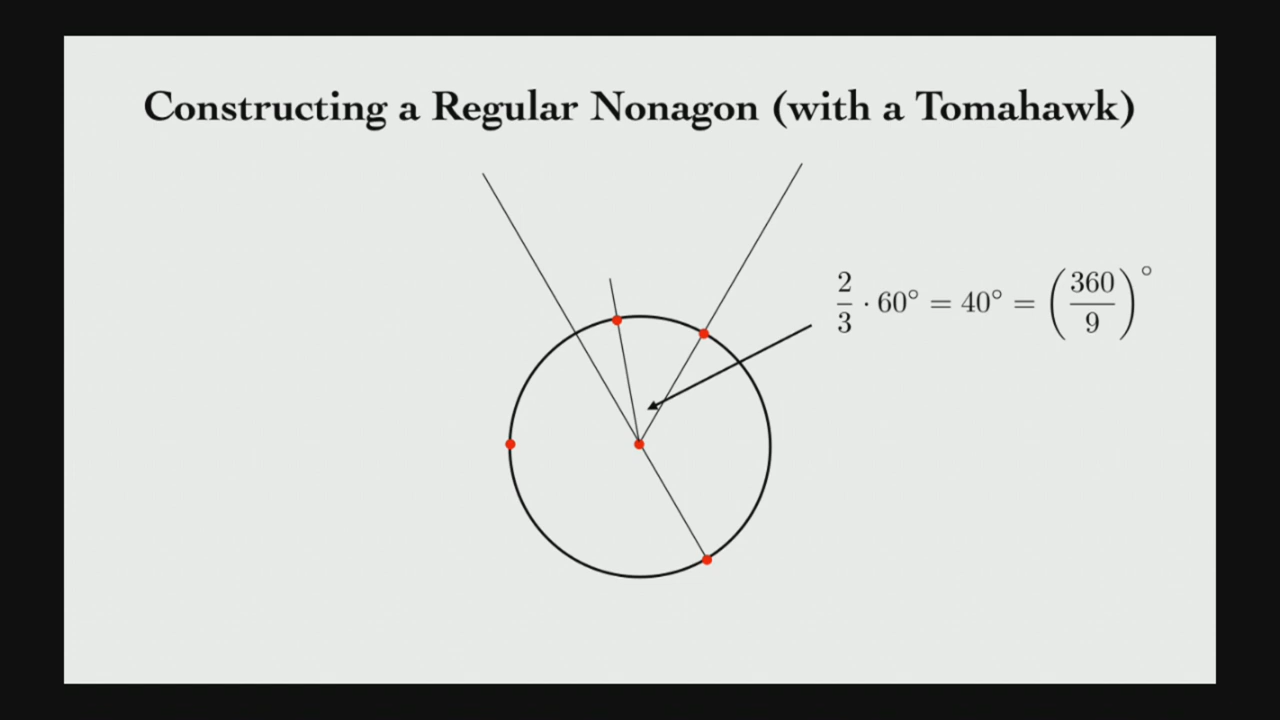 Constructing a Regular Nonagon (with a Tomahawk)
2/3 · 60° = 40° = (360/9)°